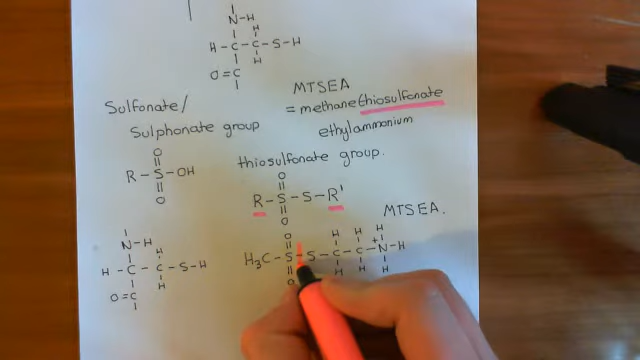 N-H
H
H-C-C-S-H
H
O=C
MTSEA
= methanethiosulfonate
ethylammonium
Sulfonate/
Sulphonate group
O
R-S-OH
O
thiosulfonate group.
O
R-S-S-R'
O
MTSEA.
N-H
H
H-C-C-S-H
H
O=C
O
H H H
H3C-S-S-C-C-N-H
+
O
H H H